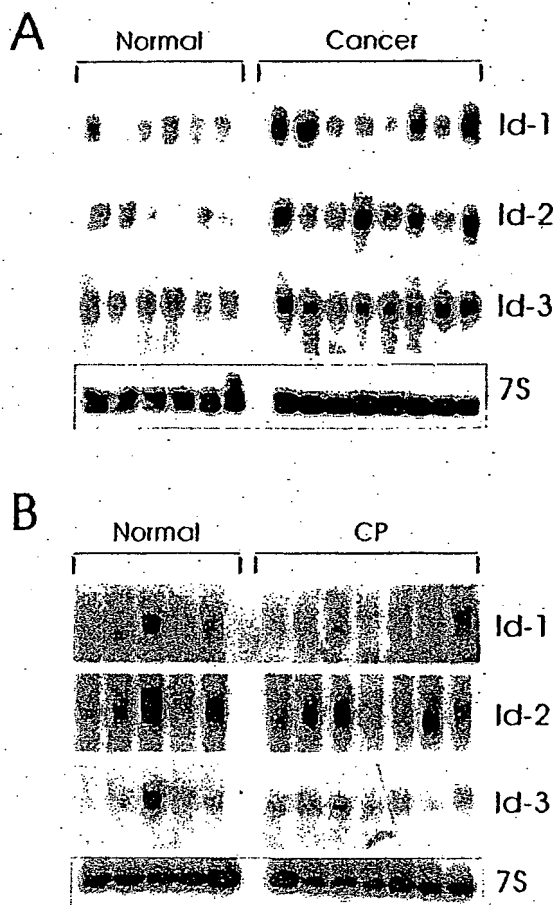 A
Normal Cancer
Id-1
Id-2
Id-3
7S
B
Normal CP
Id-1
Id-2
Id-3
7S